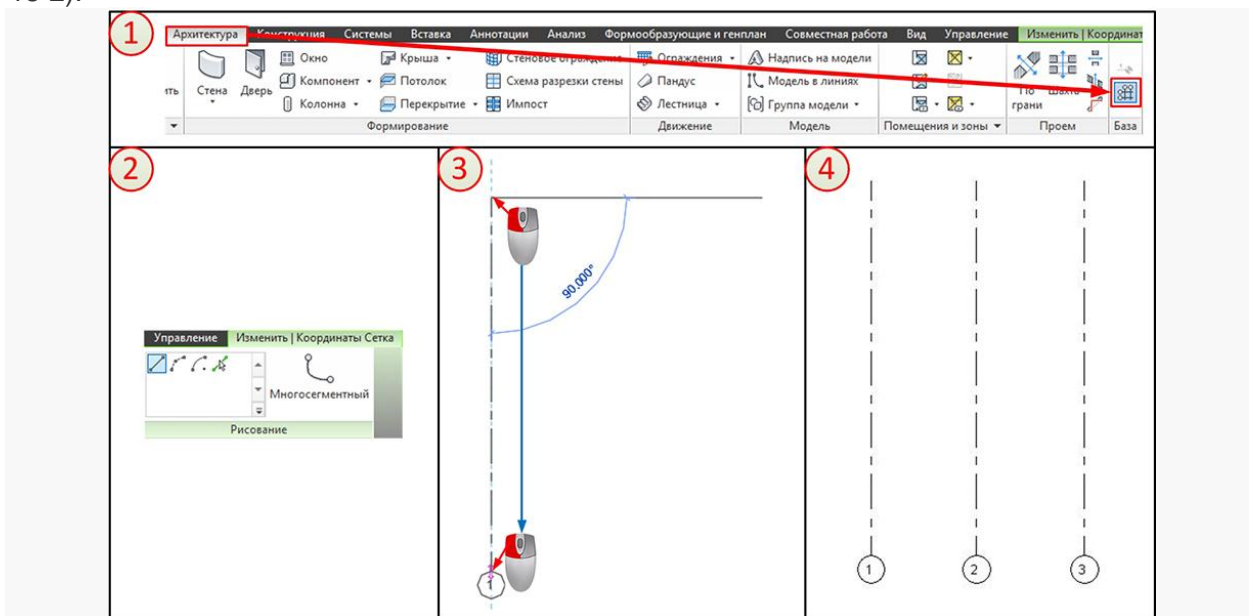 1
Архитектура Конструкция Системы Вставка Аннотации Анализ Формообразующие и генплан Совместная работа Вид Управление Изменить | Координат
Окно Крыша Стеновое ограждение Ограждения Надпись на модели
Стена Дверь Компонент Потолок Схема разрезки стены Пандус Модель в линиях По грани Шахта
Колонна Перекрытие Импост Лестница Группа модели
Формирование Движение Модель Помещения и зоны Проем База
2
Управление Изменить | Координаты Сетка
Многосегментный
Рисование
3
90.000°
1
4
1 2 3